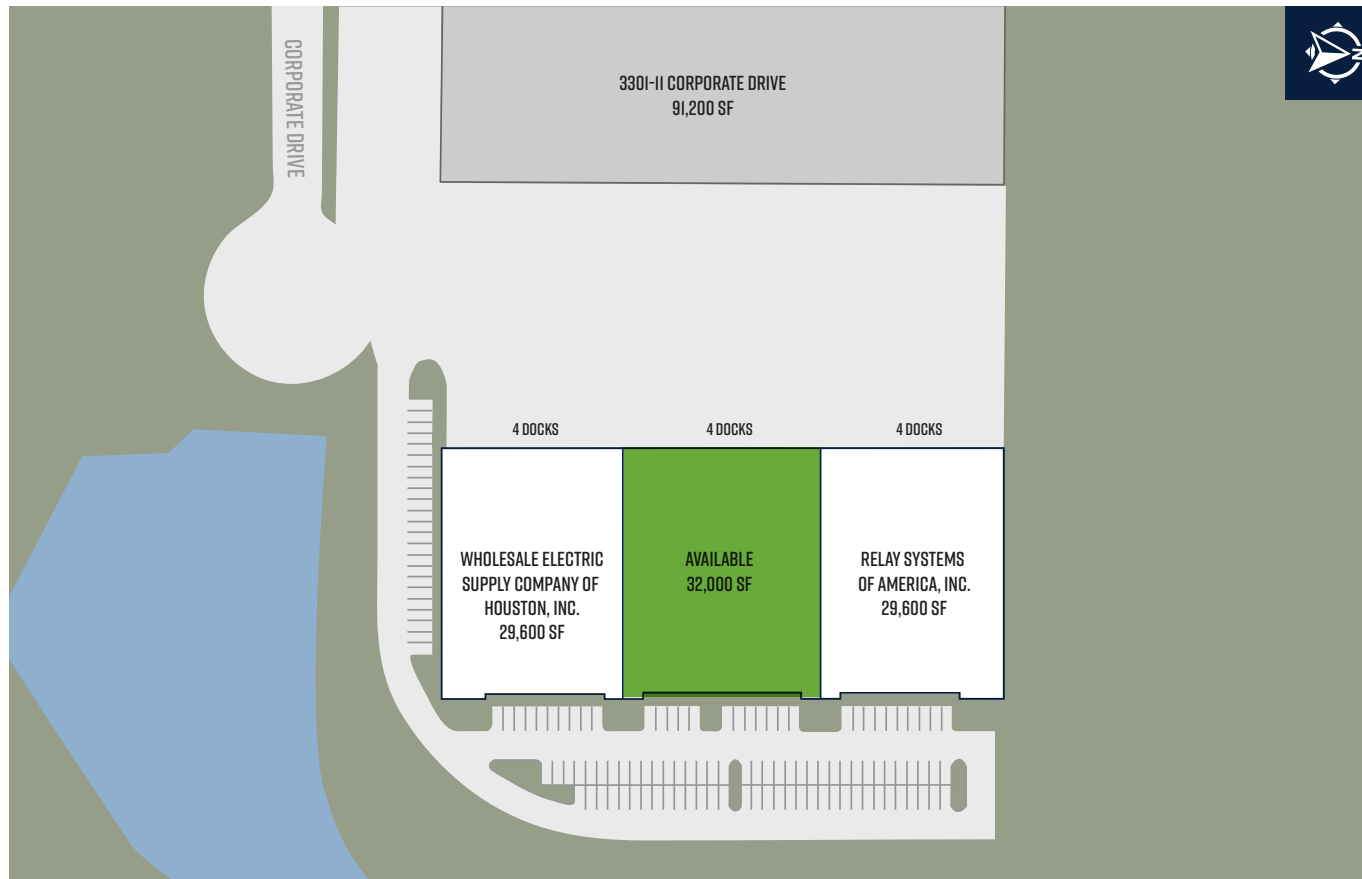 CORPORATE DRIVE
3301-11 CORPORATE DRIVE
91,200 SF
N
4 DOCKS
4 DOCKS
4 DOCKS
WHOLESALE ELECTRIC
SUPPLY COMPANY OF
HOUSTON, INC.
29,600 SF
AVAILABLE
32,000 SF
RELAY SYSTEMS
OF AMERICA, INC.
29,600 SF